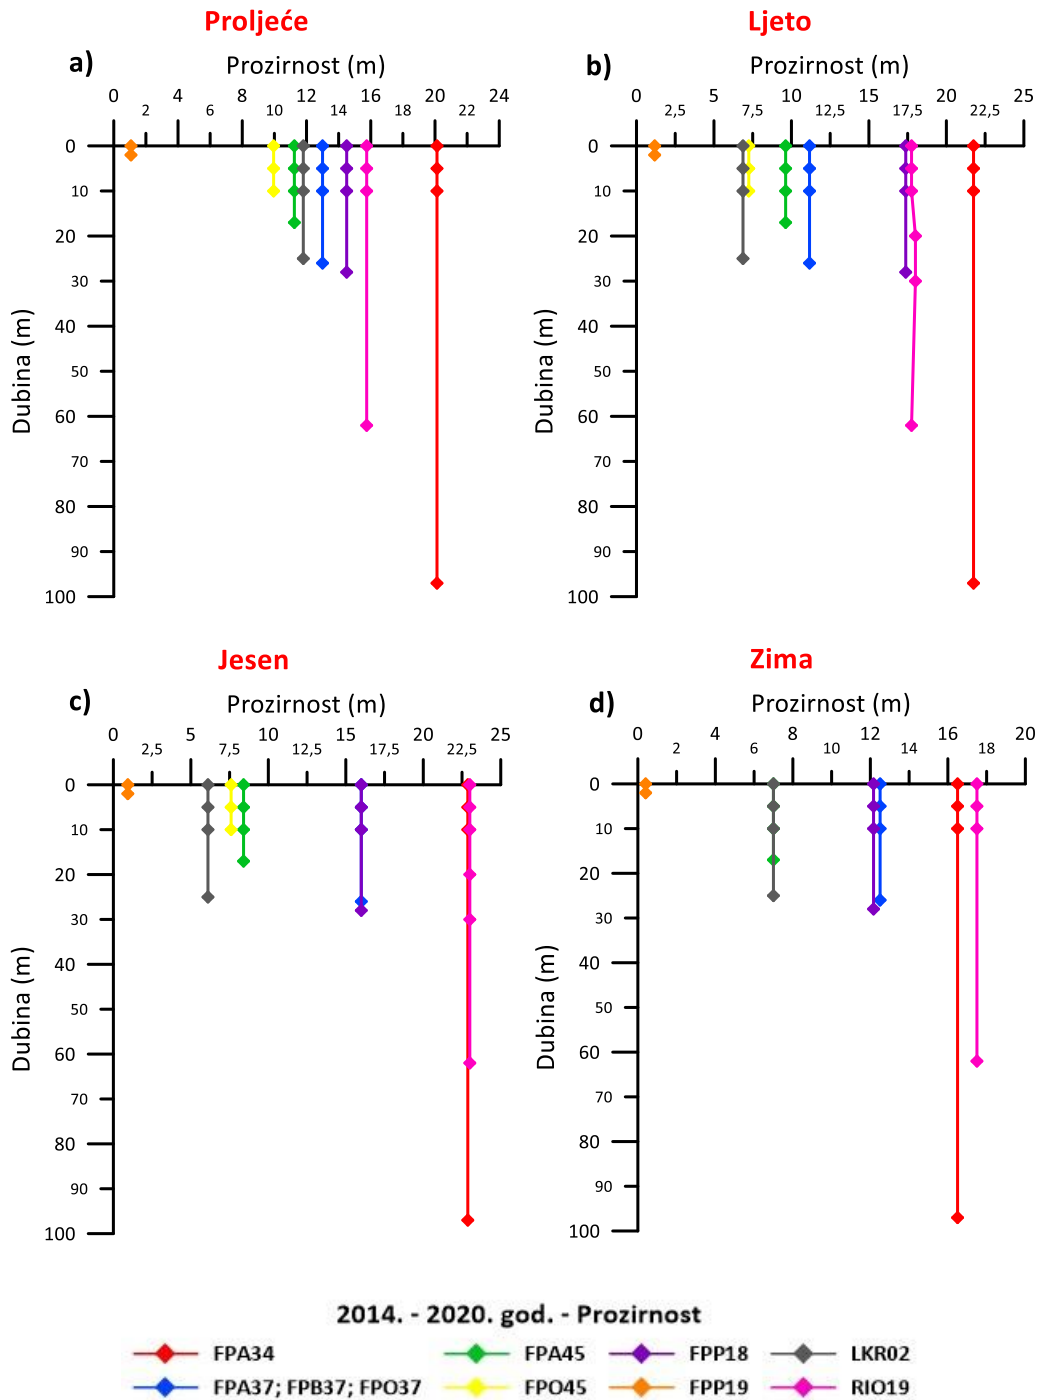 Proljeće
a)
Prozirnost (m)
0 4 8 12 16 20 24
2 6 10 14 18 22
Dubina (m)
0
10
20
30
40
50
60
70
80
90
100
Ljeto
b)
Prozirnost (m)
0 5 10 15 20 25
2,5 7,5 12,5 17,5 22,5
Dubina (m)
0
10
20
30
40
50
60
70
80
90
100
Jesen
c)
Prozirnost (m)
0 5 10 15 20 25
2,5 7,5 12,5 17,5 22,5
Dubina (m)
0
10
20
30
40
50
60
70
80
90
100
Zima
d)
Prozirnost (m)
0 4 8 12 16 20
2 6 10 14 18
Dubina (m)
0
10
20
30
40
50
60
70
80
90
100
2014. - 2020. god. - Prozirnost
FPA34 FPA45 FPP18 LKR02
FPA37; FPB37; FPO37 FPO45 FPP19 RIO19